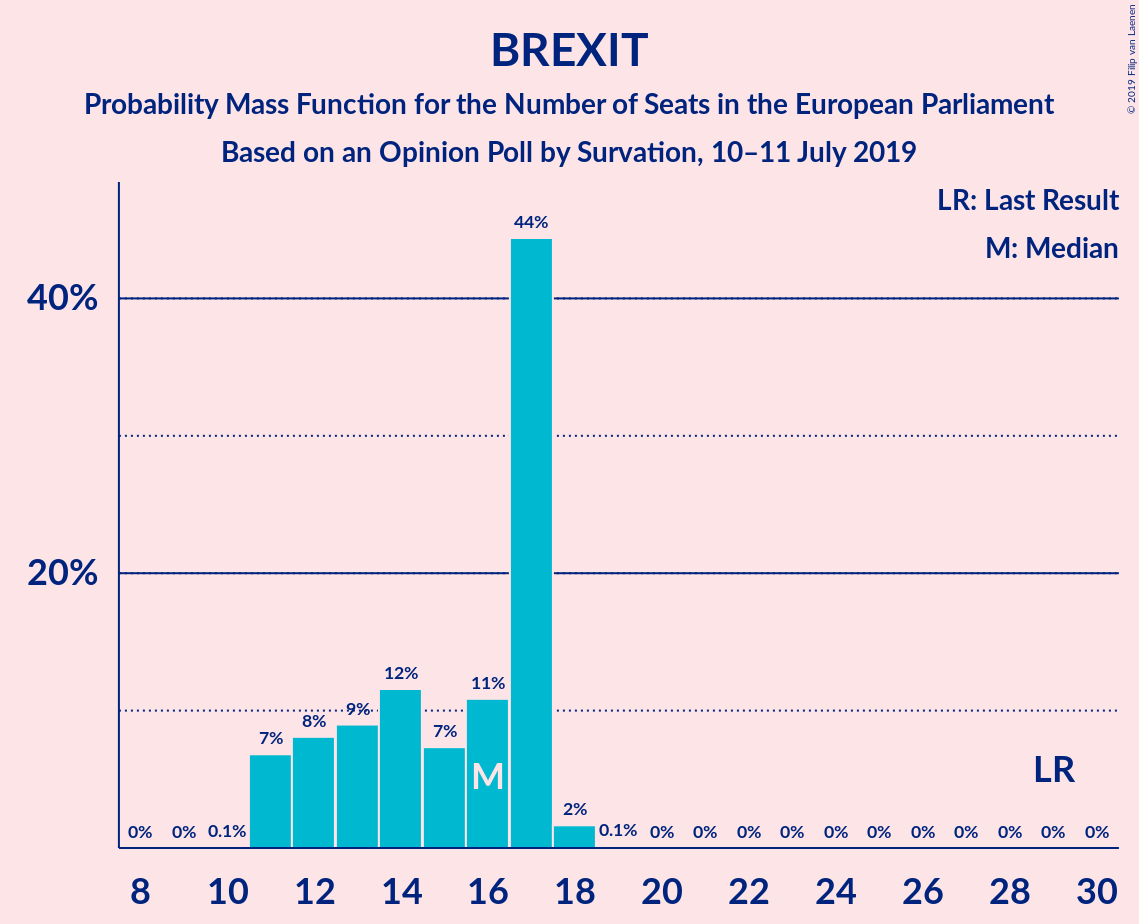 BREXIT
Probability Mass Function for the Number of Seats in the European Parliament
Based on an Opinion Poll by Survation, 10–11 July 2019
© 2019 Filip van Laenen
LR: Last Result
M: Median
44%
40%
20%
12%
11%
9%
8%
7%
7%
M
LR
2%
0% 0% 0.1% 0.1% 0% 0% 0% 0% 0% 0% 0% 0% 0% 0% 0%
8 10 12 14 16 18 20 22 24 26 28 30